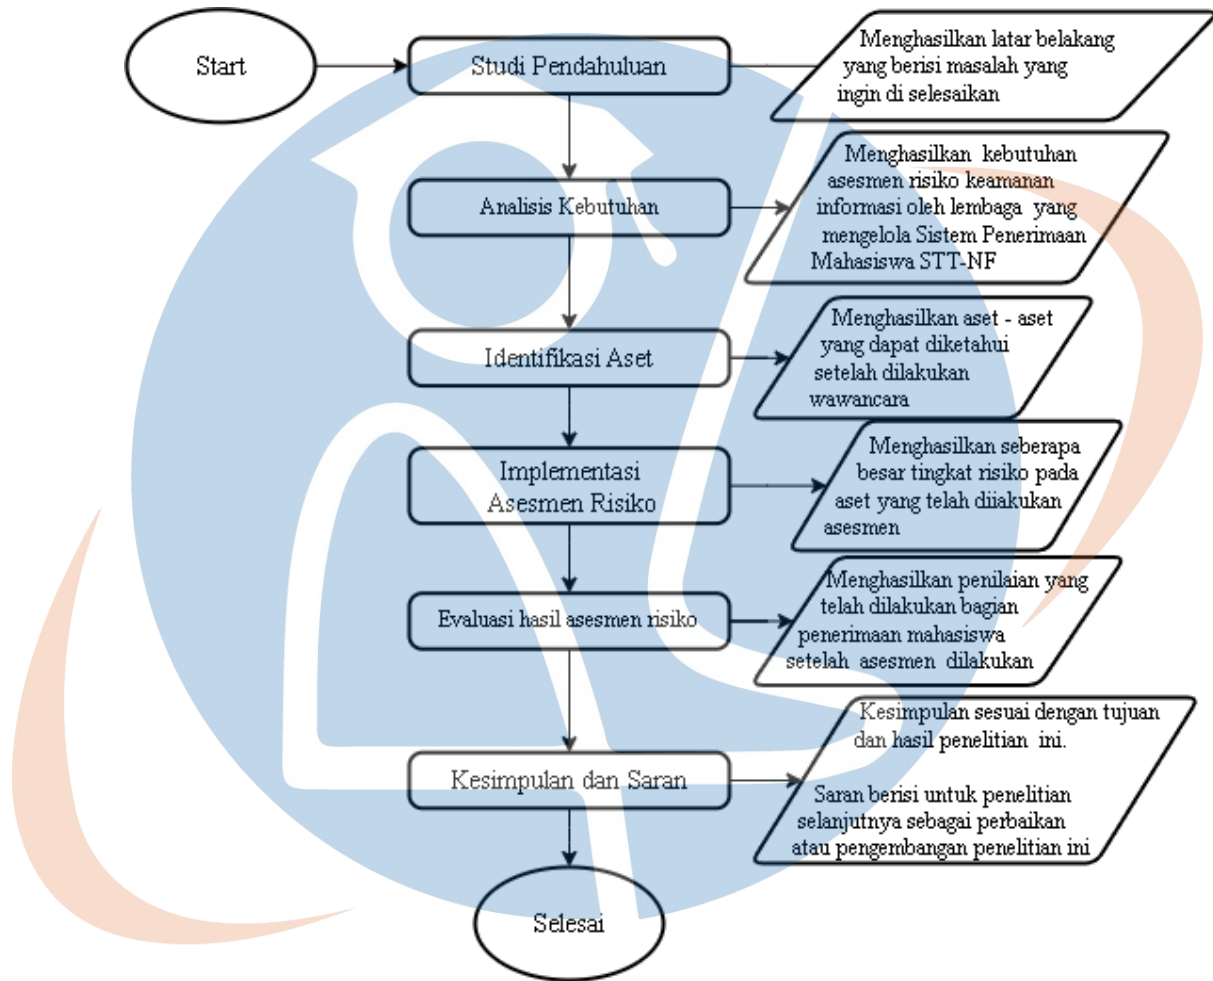 Start
Studi Pendahuluan
Menghasilkan latar belakang
yang berisi masalah yang
ingin di selesaikan
Analisis Kebutuhan
Menghasilkan kebutuhan
asesmen risiko keamanan
informasi oleh lembaga yang
mengelola Sistem Penerimaan
Mahasiswa STT-NF
Identifikasi Aset
Menghasilkan aset - aset
yang dapat diketahui
setelah dilakukan
wawancara
Implementasi
Asesmen Risiko
Menghasilkan seberapa
besar tingkat risiko pada
aset yang telah diiakukan
asesmen
Evaluasi hasil asesmen risiko
Menghasilkan penilaian yang
telah dilakukan bagian
penerimaan mahasiswa
setelah asesmen dilakukan
Kesimpulan dan Saran
Kesimpulan sesuai dengan tujuan
dan hasil penelitian ini.
Saran berisi untuk penelitian
selanjutnya sebagai perbaikan
atau pengembangan penelitian ini
Selesai